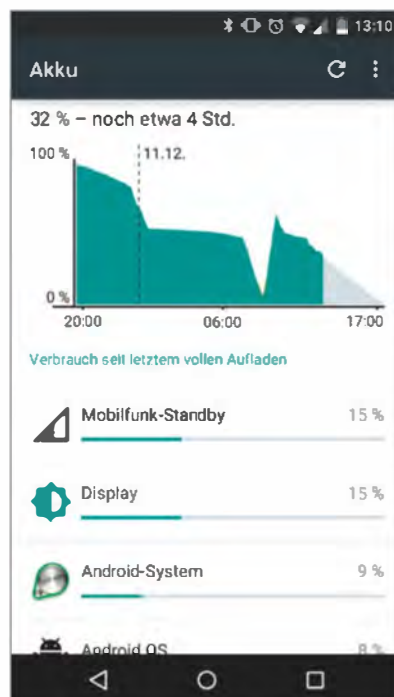 13:10
Akku
32 % – noch etwa 4 Std.
100 %
11.12.
0 %
20:00 06:00 17:00
Verbrauch seit letztem vollen Aufladen
Mobilfunk-Standby 15 %
Display 15 %
Android-System 9 %
Android OS 8 %